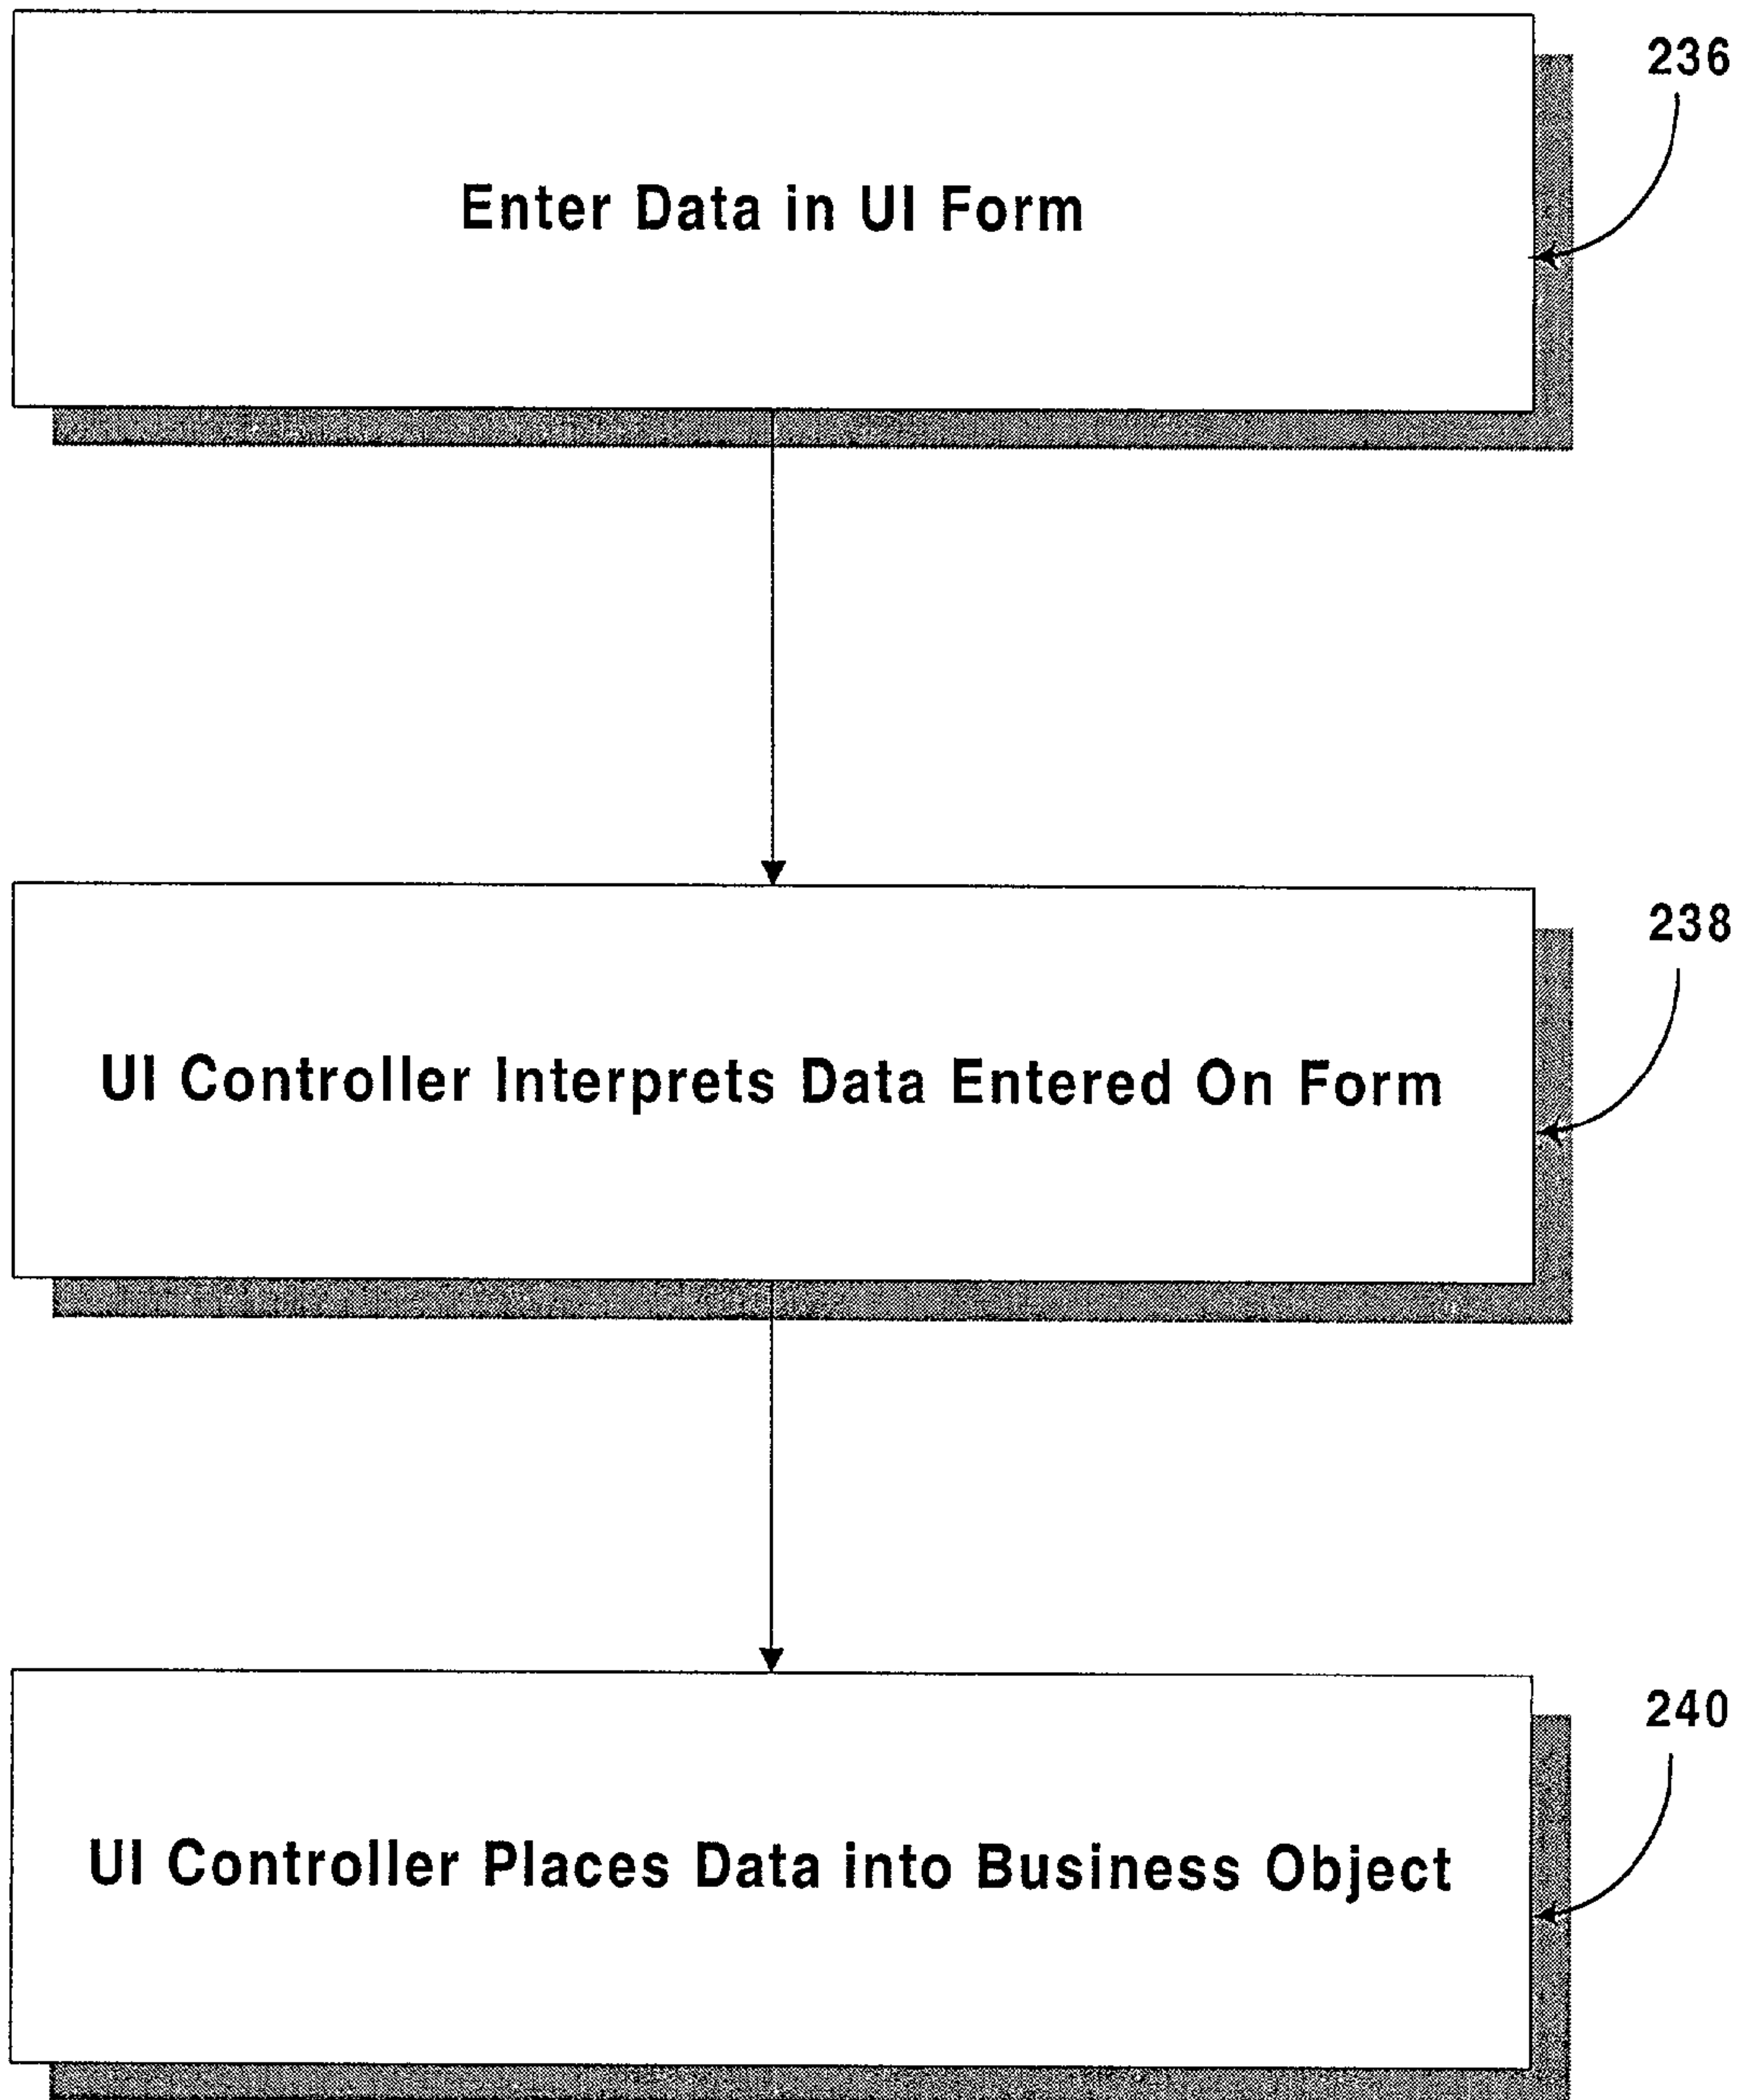 236
Enter Data in UI Form
238
UI Controller Interprets Data Entered On Form
240
UI Controller Places Data into Business Object